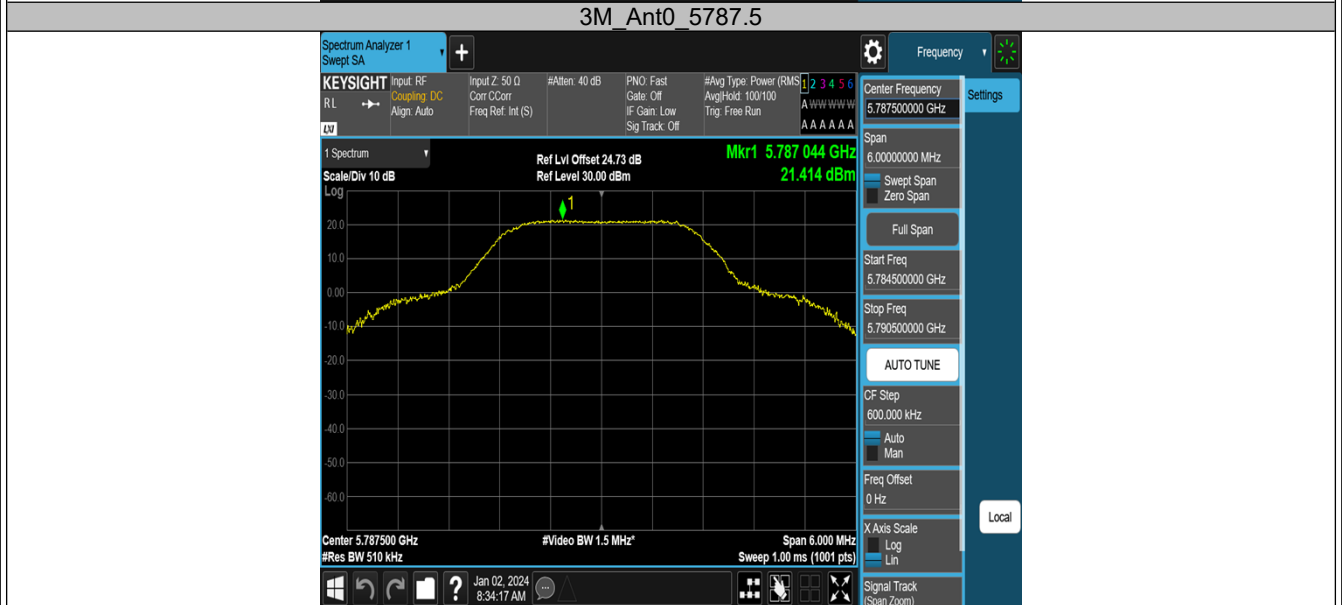 3M_Ant0_5787.5
Spectrum Analyzer 1
Swept SA
+
Frequency
KEYSIGHT
RL
LXI
Input: RF
Coupling: DC
Align: Auto
Input Z: 50 Ω
Corr CCorr
Freq Ref: Int (S)
#Atten: 40 dB
PNO: Fast
Gate: Off
IF Gain: Low
Sig Track: Off
#Avg Type: Power (RMS
Avg|Hold: 100/100
Trig: Free Run
1 2 3 4 5 6
A W W W W W
A A A A A A
1 Spectrum
Scale/Div 10 dB
Log
Ref Lvl Offset 24.73 dB
Ref Level 30.00 dBm
Mkr1 5.787 044 GHz
21.414 dBm
1
20.0
10.0
0.00
-10.0
-20.0
-30.0
-40.0
-50.0
-60.0
Center 5.787500 GHz
#Res BW 510 kHz
#Video BW 1.5 MHz*
Span 6.000 MHz
Sweep 1.00 ms (1001 pts)
?
Jan 02, 2024
8:34:17 AM
Center Frequency
5.787500000 GHz
Settings
Span
6.00000000 MHz
Swept Span
Zero Span
Full Span
Start Freq
5.784500000 GHz
Stop Freq
5.790500000 GHz
AUTO TUNE
CF Step
600.000 kHz
Auto
Man
Freq Offset
0 Hz
Local
X Axis Scale
Log
Lin
Signal Track
(Span Zoom)